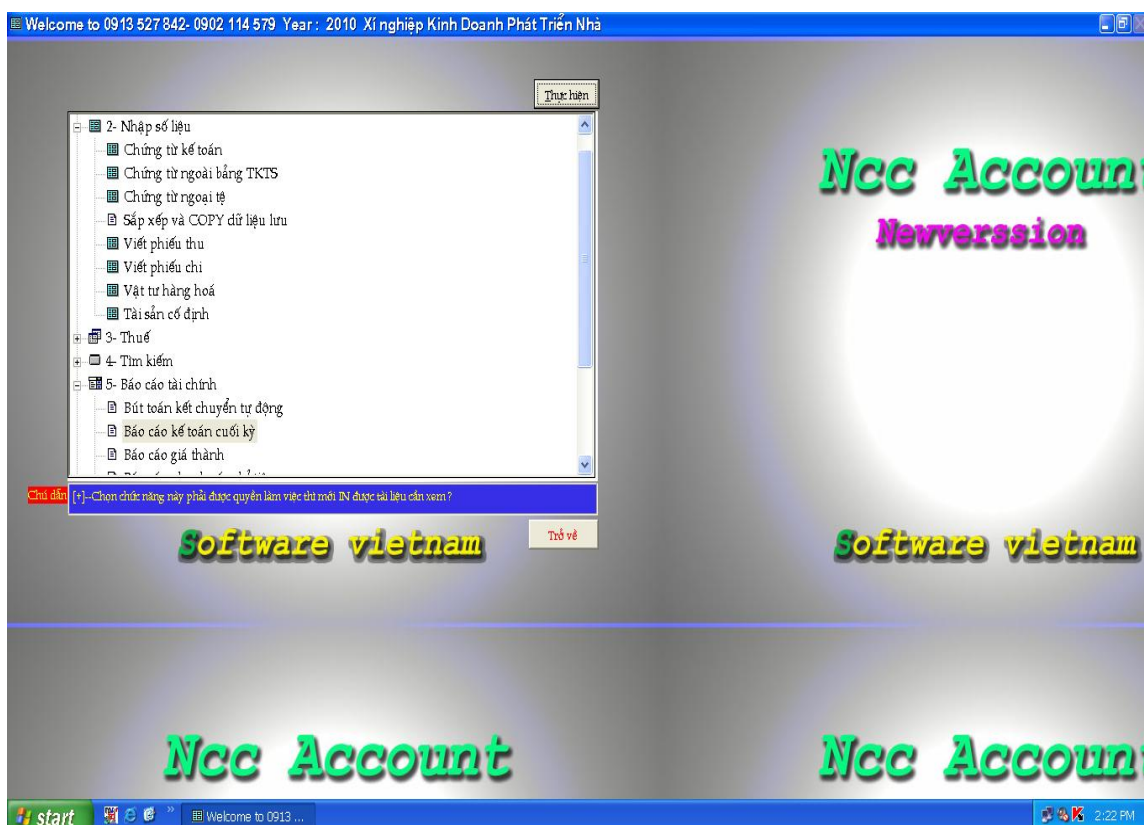 Welcome to 0913 527 842- 0902 114 579 Year : 2010 Xí nghiệp Kinh Doanh Phát Triển Nhà
Thực hiện
2- Nhập số liệu
Chứng từ kế toán
Chứng từ ngoài bảng TKTS
Chứng từ ngoại tệ
Sắp xếp và COPY dữ liệu lưu
Viết phiếu thu
Viết phiếu chi
Vật tư hàng hoá
Tài sản cố định
3- Thuế
4- Tìm kiếm
5- Báo cáo tài chính
Bút toán kết chuyển tự động
Báo cáo kế toán cuối kỳ
Báo cáo giá thành
Chú dẫn
[+]--Chọn chức năng này phải được quyền làm việc thì mới IN được tài liệu cần xem ?
Trở về
Ncc Account
Newverssion
Software vietnam
Software vietnam
Ncc Account
Ncc Account
start
Welcome to 0913 ...
2:22 PM